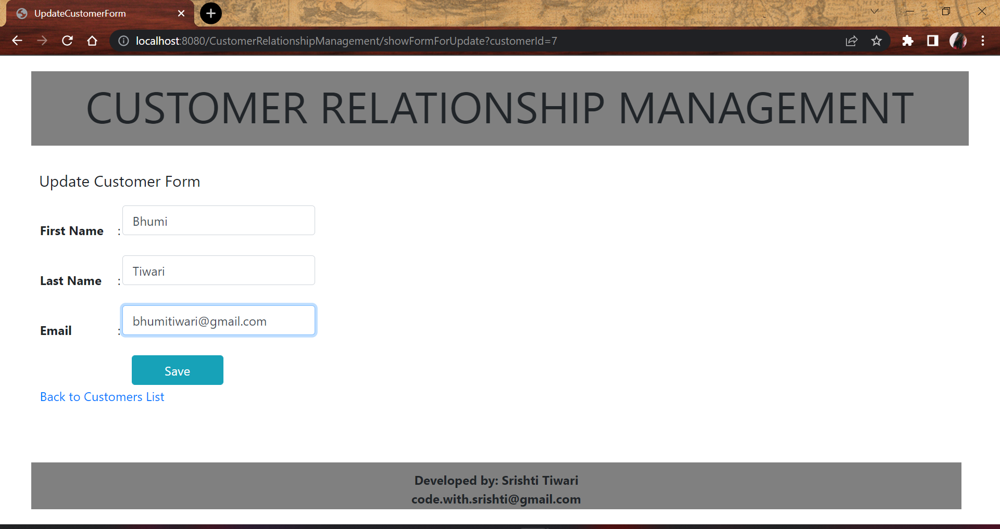 UpdateCustomerForm
localhost:8080/CustomerRelationshipManagement/showFormForUpdate?customerId=7
CUSTOMER RELATIONSHIP MANAGEMENT
Update Customer Form
First Name : Bhumi
Last Name : Tiwari
Email : bhumitiwari@gmail.com
Save
Back to Customers List
Developed by: Srishti Tiwari
code.with.srishti@gmail.com